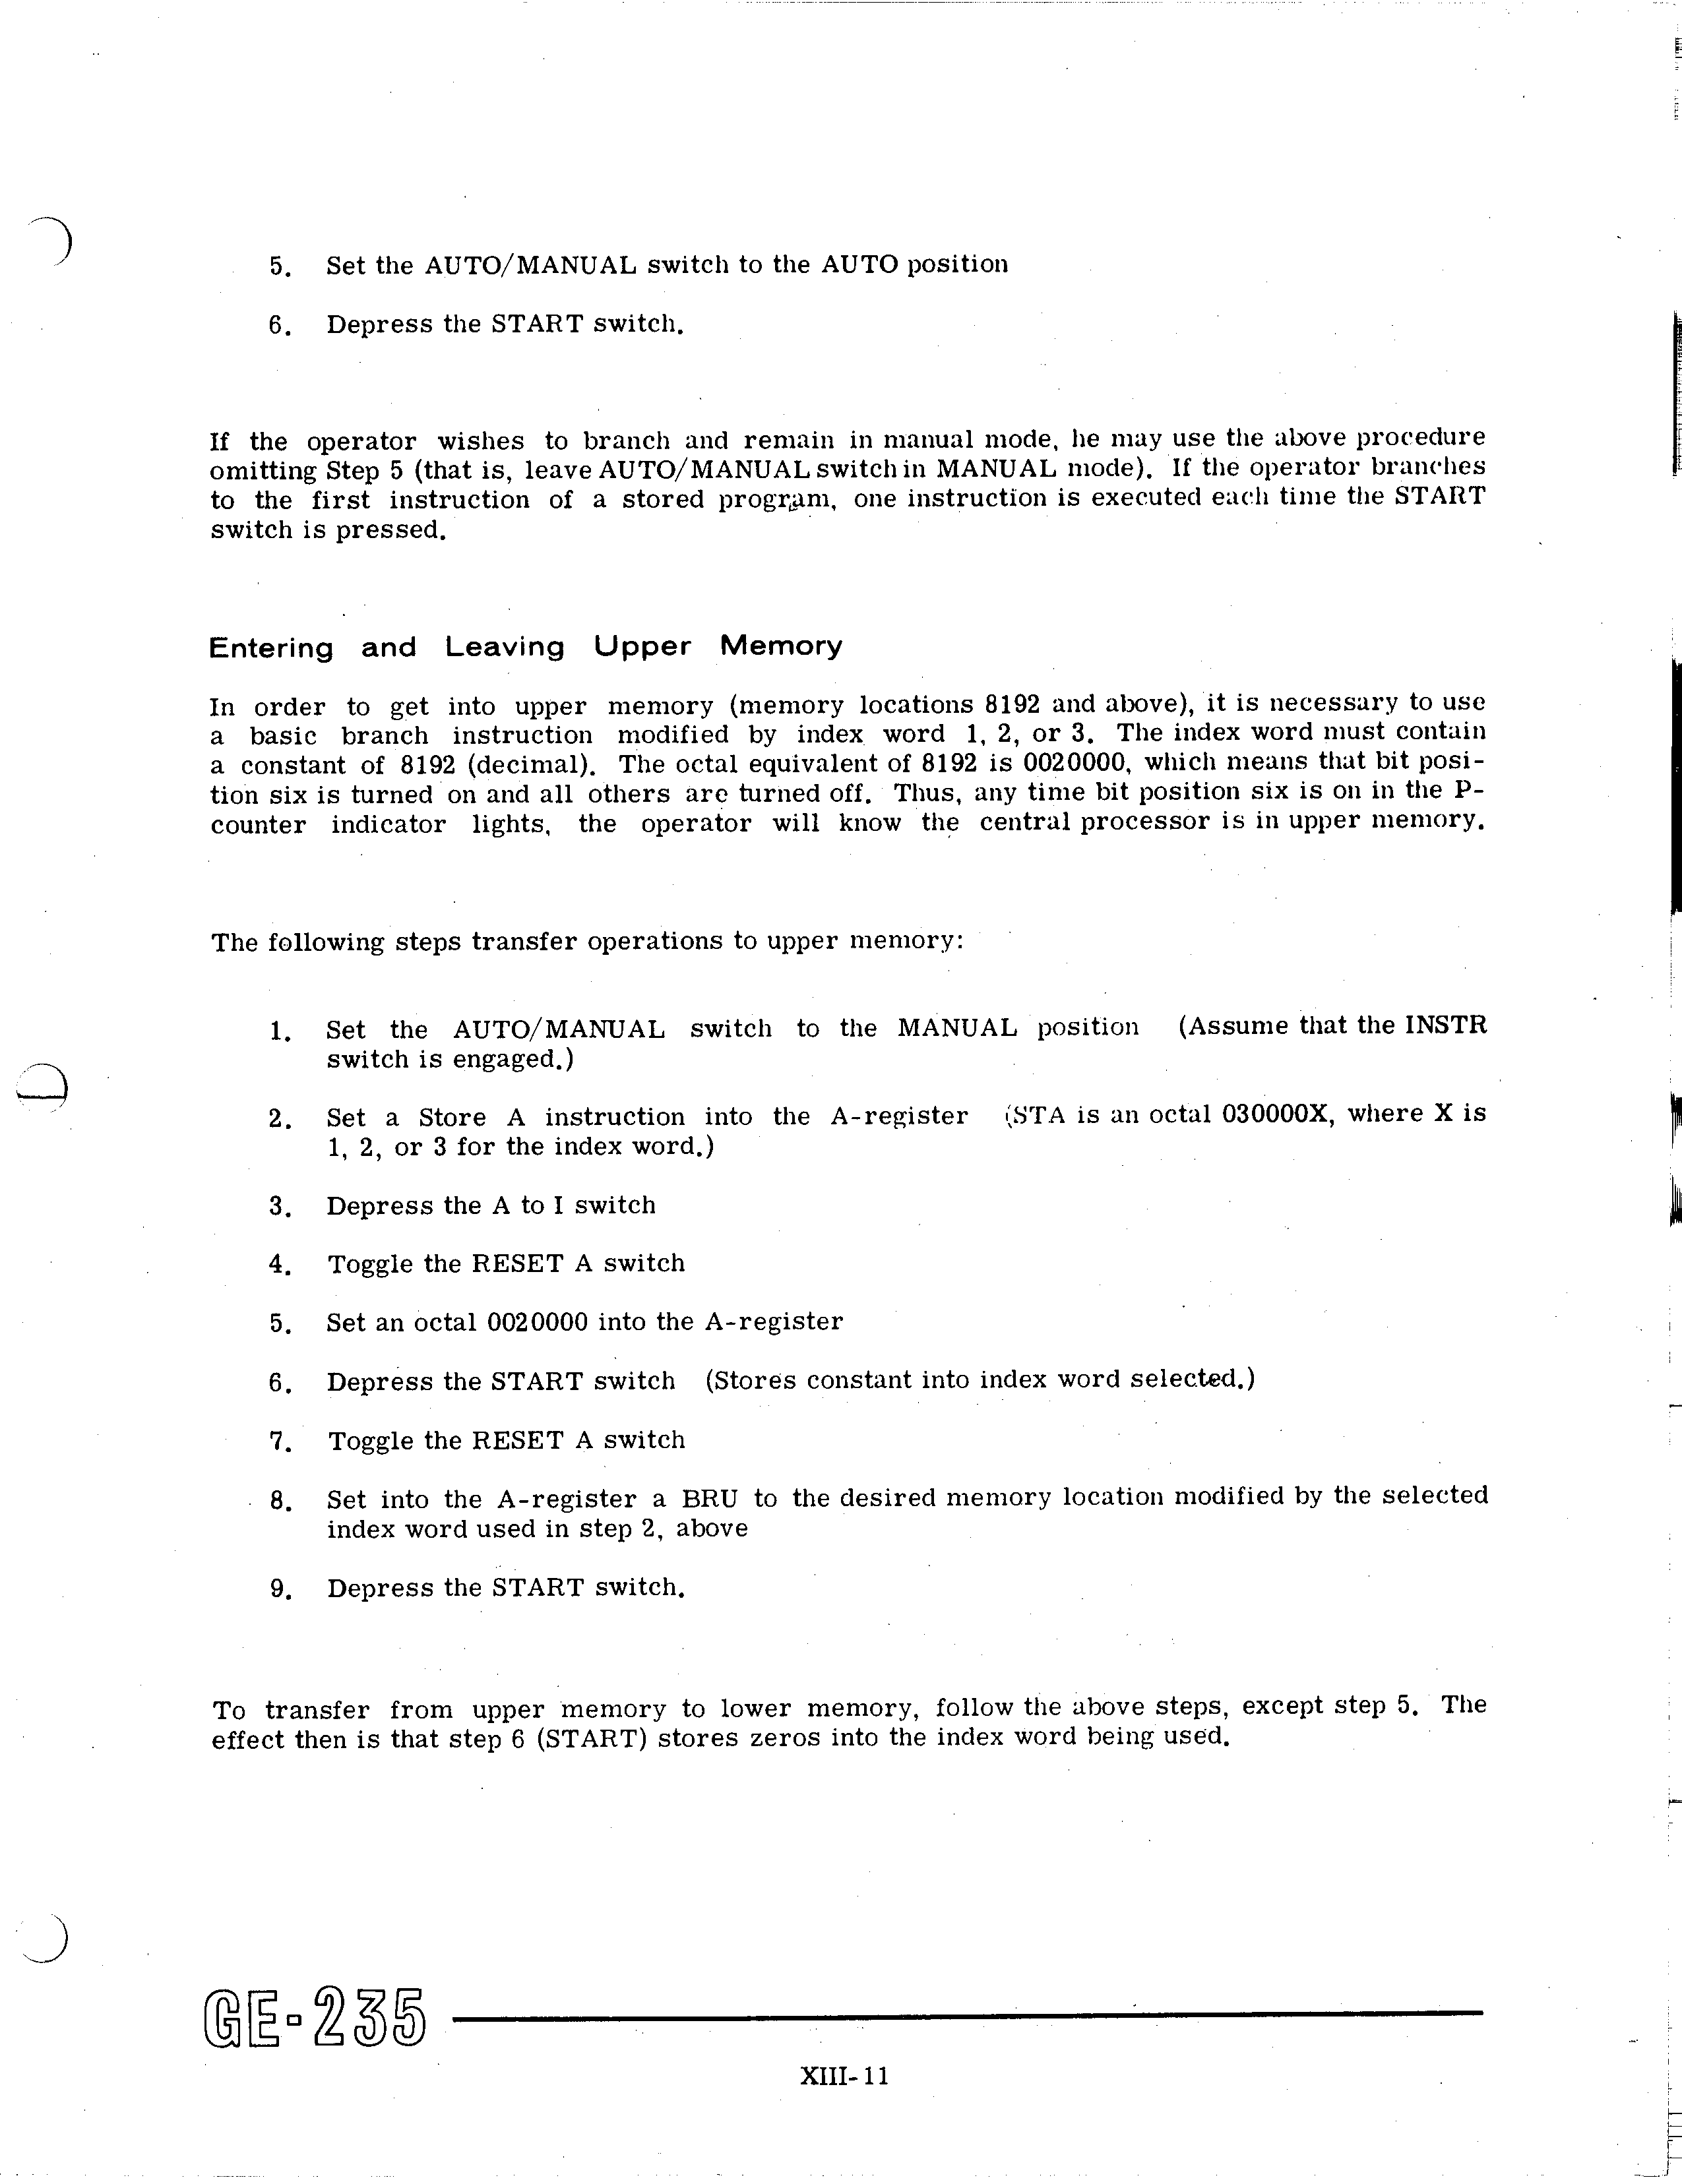 5. Set the AUTO/MANUAL switch to the AUTO position
6. Depress the START switch.
If the operator wishes to branch and remain in manual mode, he may use the above procedure
omitting Step 5 (that is, leave AUTO/MANUAL switch in MANUAL mode). If the operator branches
to the first instruction of a stored program, one instruction is executed each time the START
switch is pressed.
Entering and Leaving Upper Memory
In order to get into upper memory (memory locations 8192 and above), it is necessary to use
a basic branch instruction modified by index word 1, 2, or 3. The index word must contain
a constant of 8192 (decimal). The octal equivalent of 8192 is 0020000, which means that bit posi-
tion six is turned on and all others are turned off. Thus, any time bit position six is on in the P-
counter indicator lights, the operator will know the central processor is in upper memory.
The following steps transfer operations to upper memory:
1. Set the AUTO/MANUAL switch to the MANUAL position (Assume that the INSTR
switch is engaged.)
2. Set a Store A instruction into the A-register (STA is an octal 030000X, where X is
1, 2, or 3 for the index word.)
3. Depress the A to I switch
4. Toggle the RESET A switch
5. Set an octal 0020000 into the A-register
6. Depress the START switch (Stores constant into index word selected.)
7. Toggle the RESET A switch
8. Set into the A-register a BRU to the desired memory location modified by the selected
index word used in step 2, above
9. Depress the START switch.
To transfer from upper memory to lower memory, follow the above steps, except step 5. The
effect then is that step 6 (START) stores zeros into the index word being used.
GE-235
XIII-11